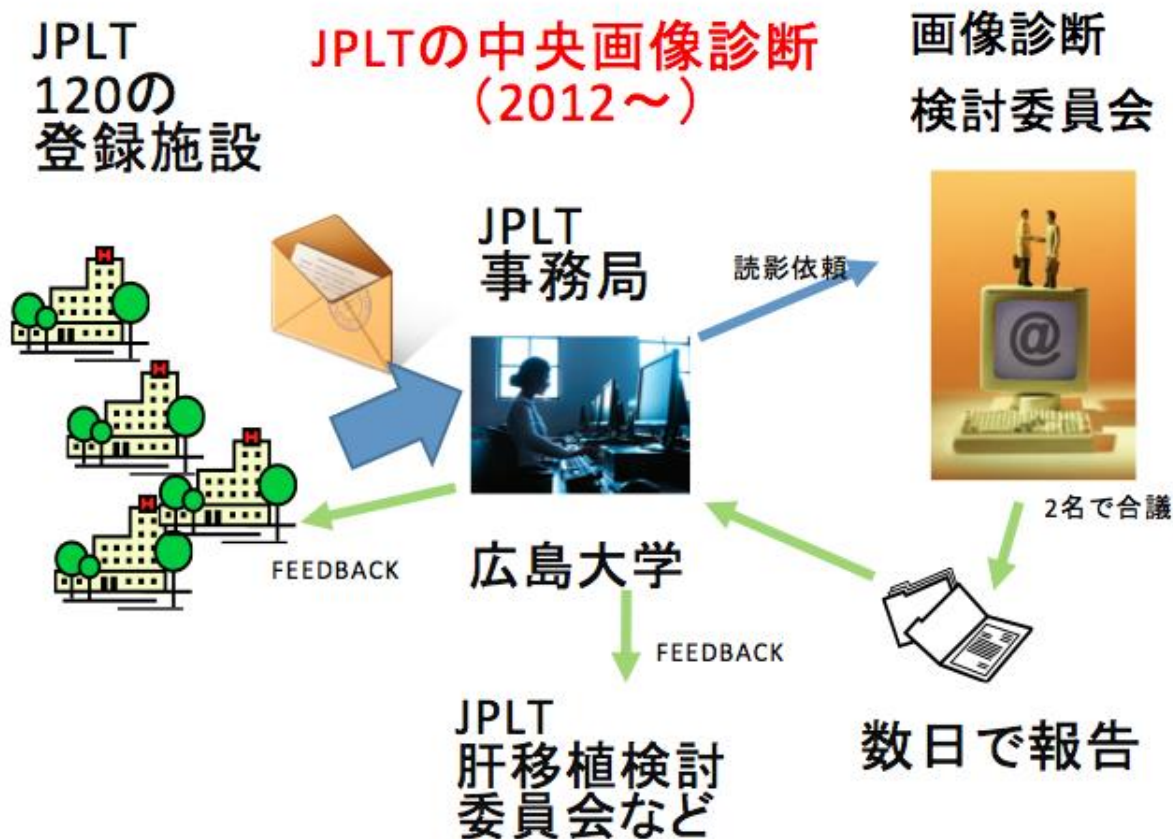 JPLT
120の
登録施設
JPLTの中央画像診断
（2012〜）
画像診断
検討委員会
JPLT
事務局
読影依頼
2名で合議
FEEDBACK
広島大学
FEEDBACK
数日で報告
JPLT
肝移植検討
委員会など
H
H
H
H
@